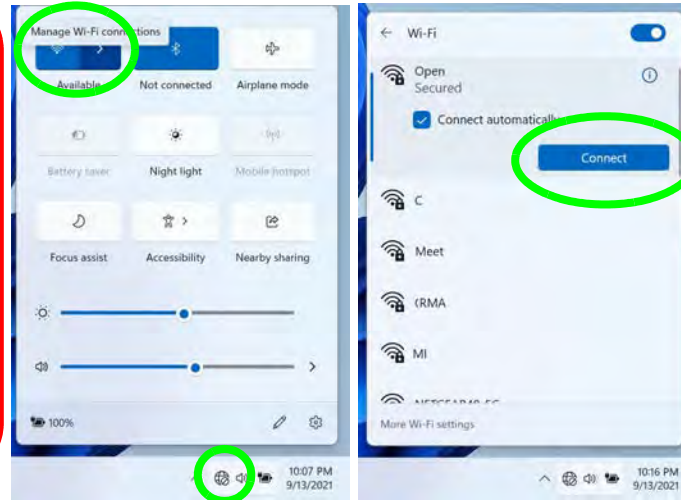 Manage Wi-Fi connections
Available
Not connected
Airplane mode
Battery saver
Night light
Mobile hotspot
Focus assist
Accessibility
Nearby sharing
100%
10:07 PM
9/13/2021
Wi-Fi
Open
Secured
Connect automatically
Connect
C
Meet
(RMA
MI
More Wi-Fi settings
10:16 PM
9/13/2021